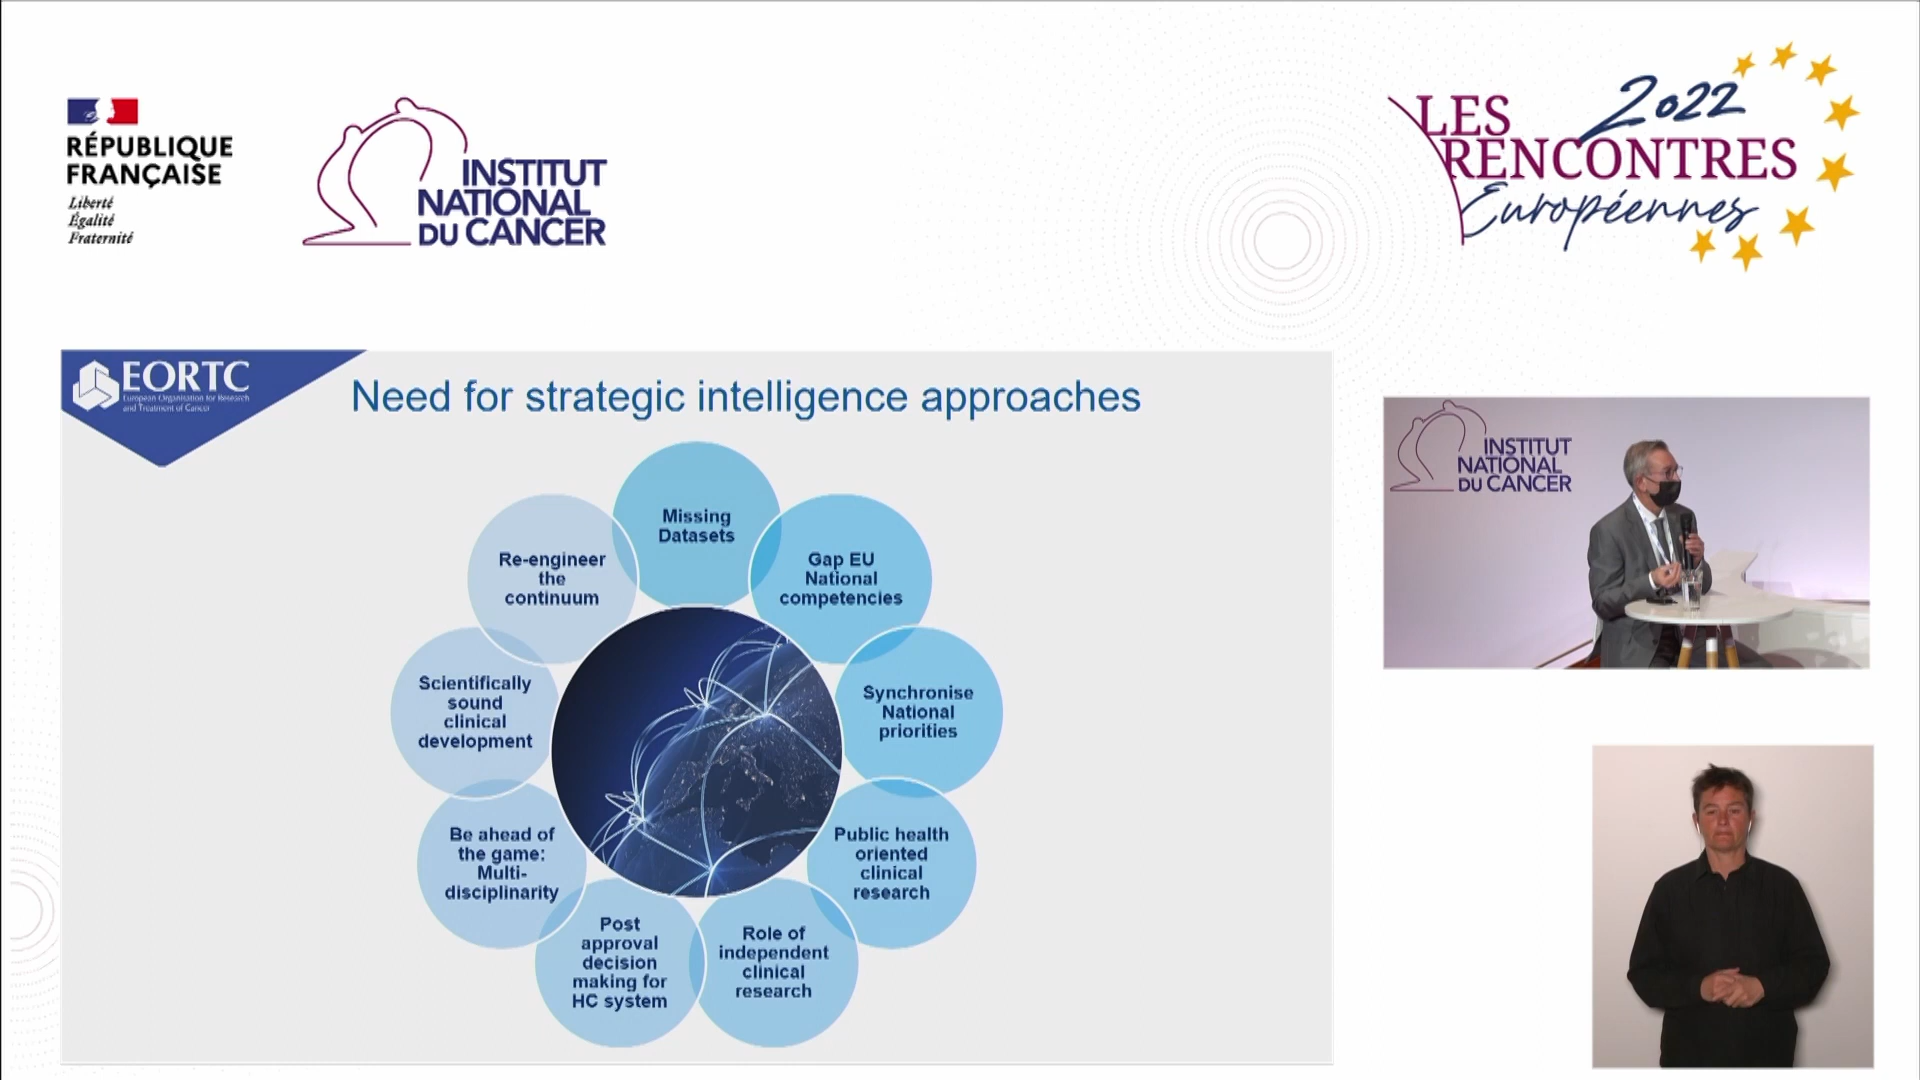 RÉPUBLIQUE
FRANÇAISE
Liberté
Égalité
Fraternité
INSTITUT
NATIONAL
DU CANCER
LES
2022
RENCONTRES
Européennes
EORTC
European Organisation for Research
and Treatment of Cancer
Need for strategic intelligence approaches
Missing
Datasets
Gap EU
National
competencies
Synchronise
National
priorities
Public health
oriented
clinical
research
Role of
independent
clinical
research
Post
approval
decision
making for
HC system
Be ahead of
the game:
Multi-
disciplinarity
Scientifically
sound
clinical
development
Re-engineer
the
continuum
INSTITUT
NATIONAL
DU CANCER